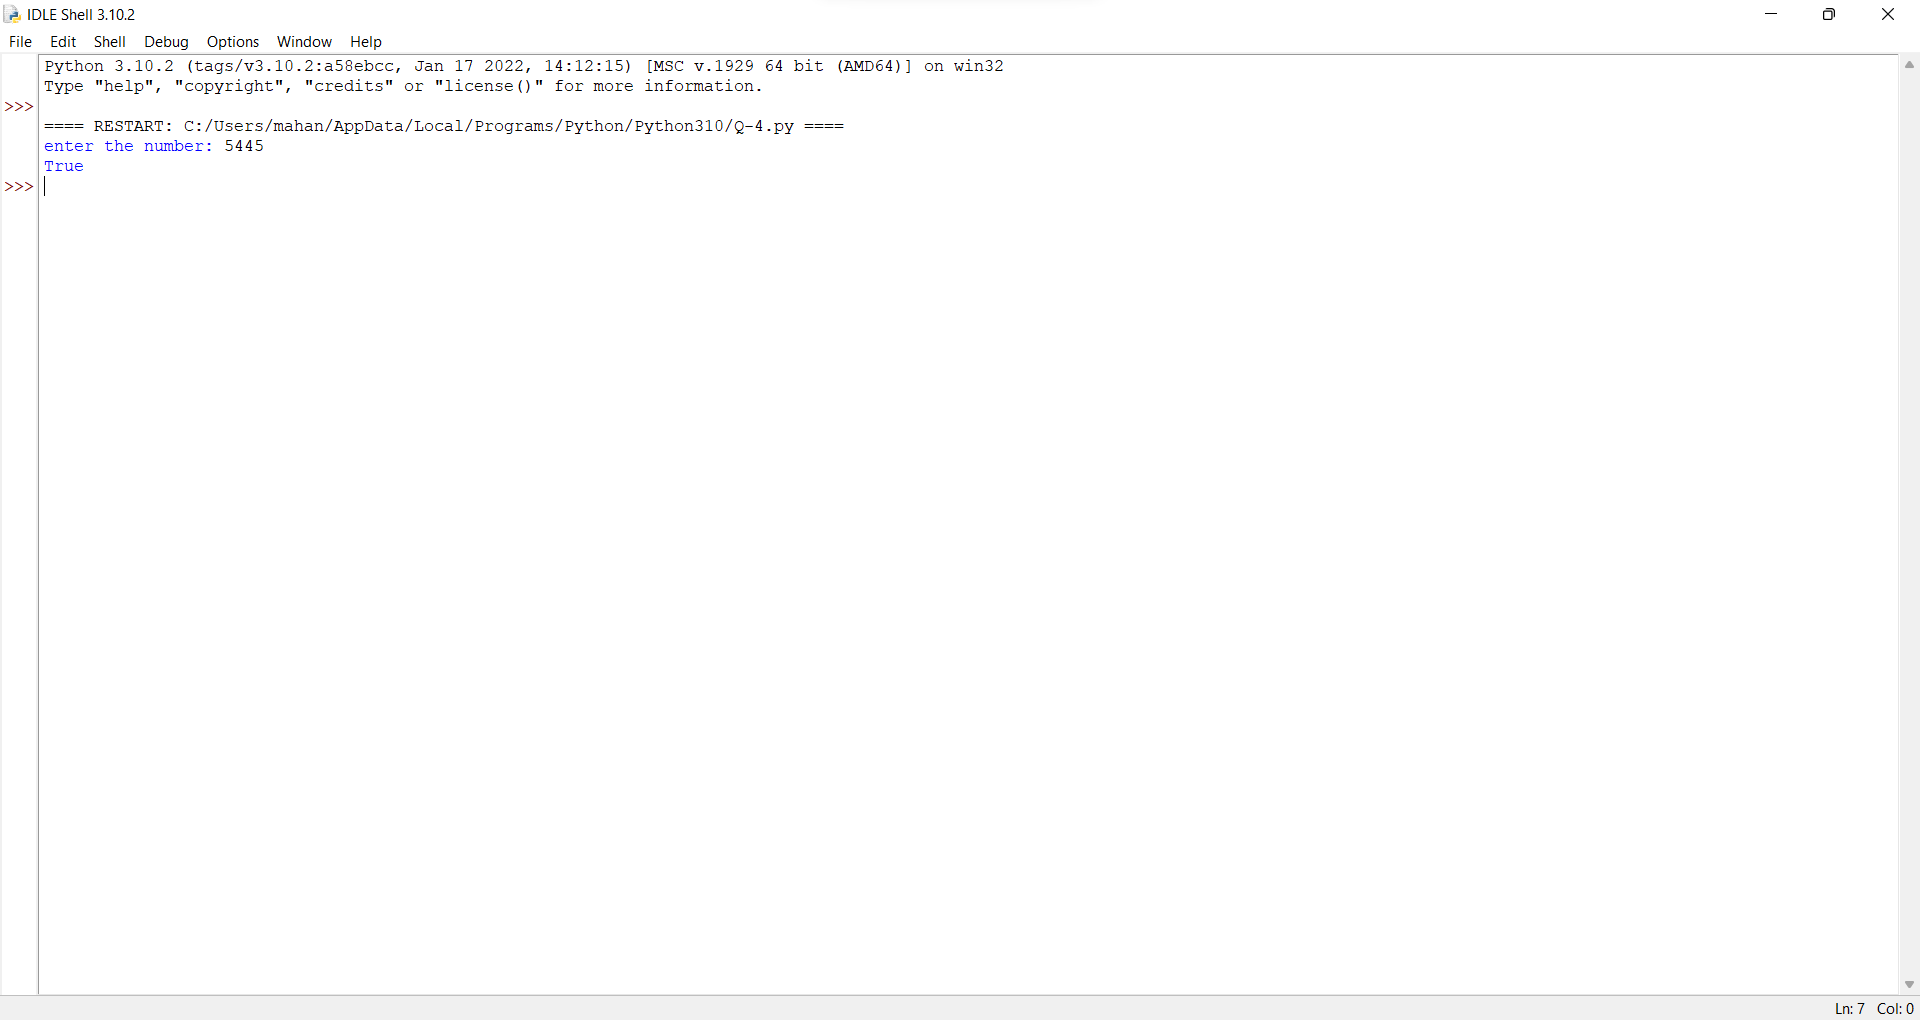 IDLE Shell 3.10.2
File Edit Shell Debug Options Window Help
Python 3.10.2 (tags/v3.10.2:a58ebcc, Jan 17 2022, 14:12:15) [MSC v.1929 64 bit (AMD64)] on win32
Type "help", "copyright", "credits" or "license()" for more information.
>>>
==== RESTART: C:/Users/mahan/AppData/Local/Programs/Python/Python310/Q-4.py ====
enter the number: 5445
True
>>>
Ln: 7 Col: 0